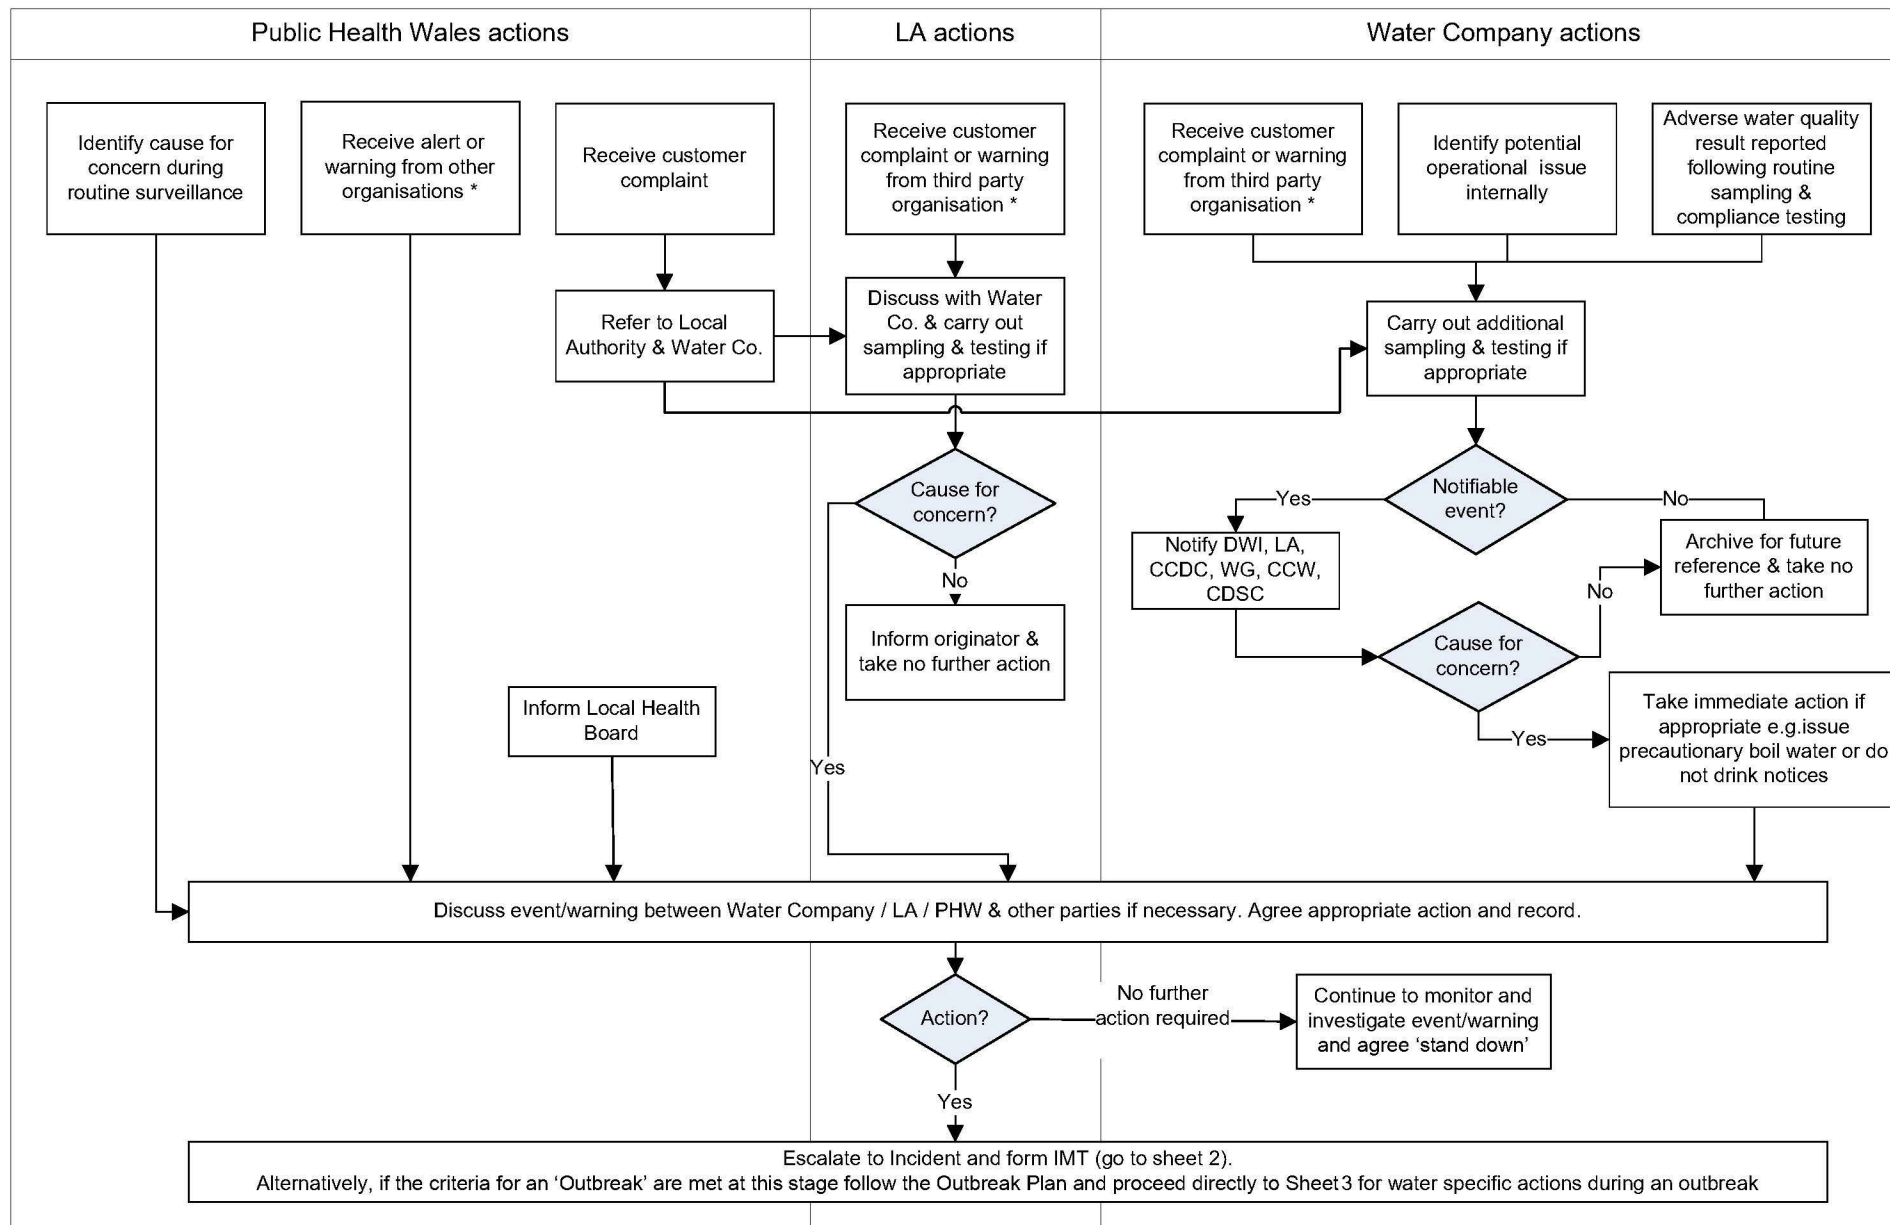 Public Health Wales actions
LA actions
Water Company actions
Identify cause for
concern during
routine surveillance
Receive alert or
warning from other
organisations *
Receive customer
complaint
Receive customer
complaint or warning
from third party
organisation *
Receive customer
complaint or warning
from third party
organisation *
Identify potential
operational issue
internally
Adverse water quality
result reported
following routine
sampling &
compliance testing
Refer to Local
Authority & Water Co.
Discuss with Water
Co. & carry out
sampling & testing if
appropriate
Carry out additional
sampling & testing if
appropriate
Cause for
concern?
Notifiable
event?
Yes
No
Notify DWI, LA,
CCDC, WG, CCW,
CDSC
Archive for future
reference & take no
further action
No
Inform originator &
take no further action
No
Cause for
concern?
Inform Local Health
Board
Yes
Yes
Take immediate action if
appropriate e.g.issue
precautionary boil water or do
not drink notices
Discuss event/warning between Water Company / LA / PHW & other parties if necessary. Agree appropriate action and record.
Action?
No further
action required
Continue to monitor and
investigate event/warning
and agree ‘stand down’
Yes
Escalate to Incident and form IMT (go to sheet 2).
Alternatively, if the criteria for an ‘Outbreak’ are met at this stage follow the Outbreak Plan and proceed directly to Sheet 3 for water specific actions during an outbreak